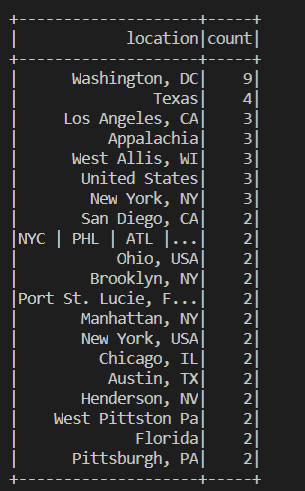 +--------------------+-----+
|            location|count|
+--------------------+-----+
|      Washington, DC|    9|
|               Texas|    4|
|     Los Angeles, CA|    3|
|          Appalachia|    3|
|      West Allis, WI|    3|
|       United States|    3|
|        New York, NY|    3|
|       San Diego, CA|    2|
|NYC | PHL | ATL |...|    2|
|           Ohio, USA|    2|
|        Brooklyn, NY|    2|
|Port St. Lucie, F...|    2|
|       Manhattan, NY|    2|
|       New York, USA|    2|
|         Chicago, IL|    2|
|          Austin, TX|    2|
|       Henderson, NV|    2|
|    West Pittston Pa|    2|
|             Florida|    2|
|      Pittsburgh, PA|    2|
+--------------------+-----+